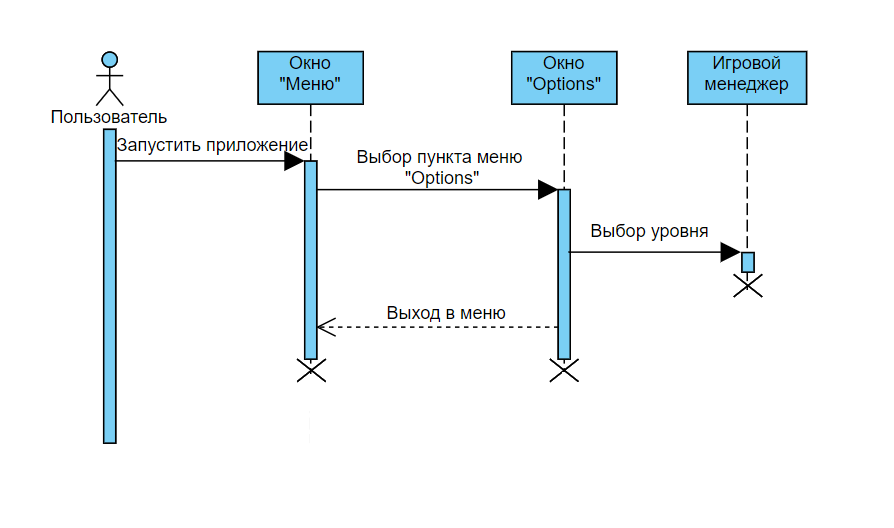 Окно
"Меню"
Окно
"Options"
Игровой
менеджер
Пользователь
Запустить приложение
Выбор пункта меню
"Options"
Выбор уровня
Выход в меню